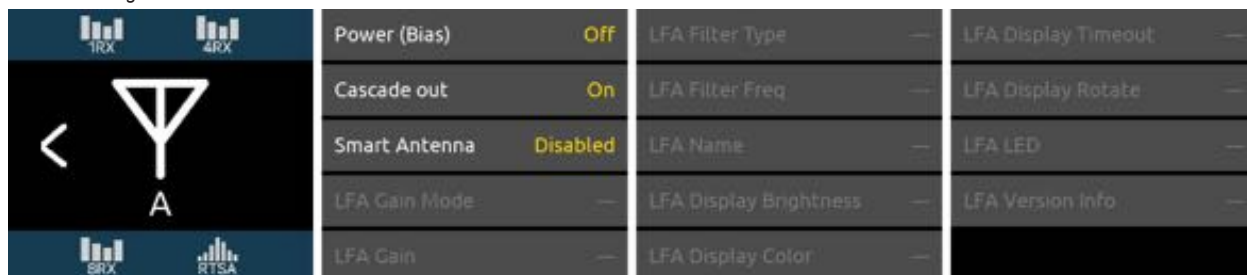 1RX 4RX
A
8RX RTSA
Power (Bias) Off
Cascade out On
Smart Antenna Disabled
LFA Gain Mode —
LFA Gain —
LFA Filter Type —
LFA Filter Freq —
LFA Name —
LFA Display Brightness —
LFA Display Color —
LFA Display Timeout —
LFA Display Rotate —
LFA LED —
LFA Version Info —